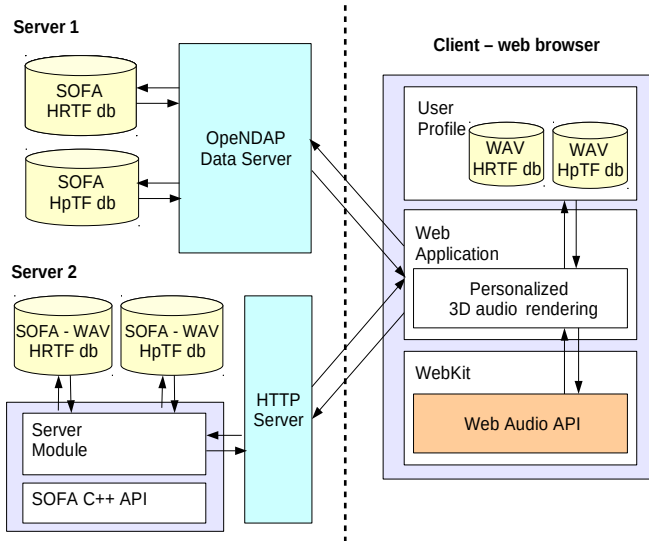 Server 1
SOFA
HRTF db
SOFA
HpTF db
OpeNDAP
Data Server
Server 2
SOFA - WAV
HRTF db
SOFA - WAV
HpTF db
Server
Module
SOFA C++ API
HTTP
Server
Client – web browser
User
Profile
WAV
HRTF db
WAV
HpTF db
Web
Application
Personalized
3D audio rendering
WebKit
Web Audio API